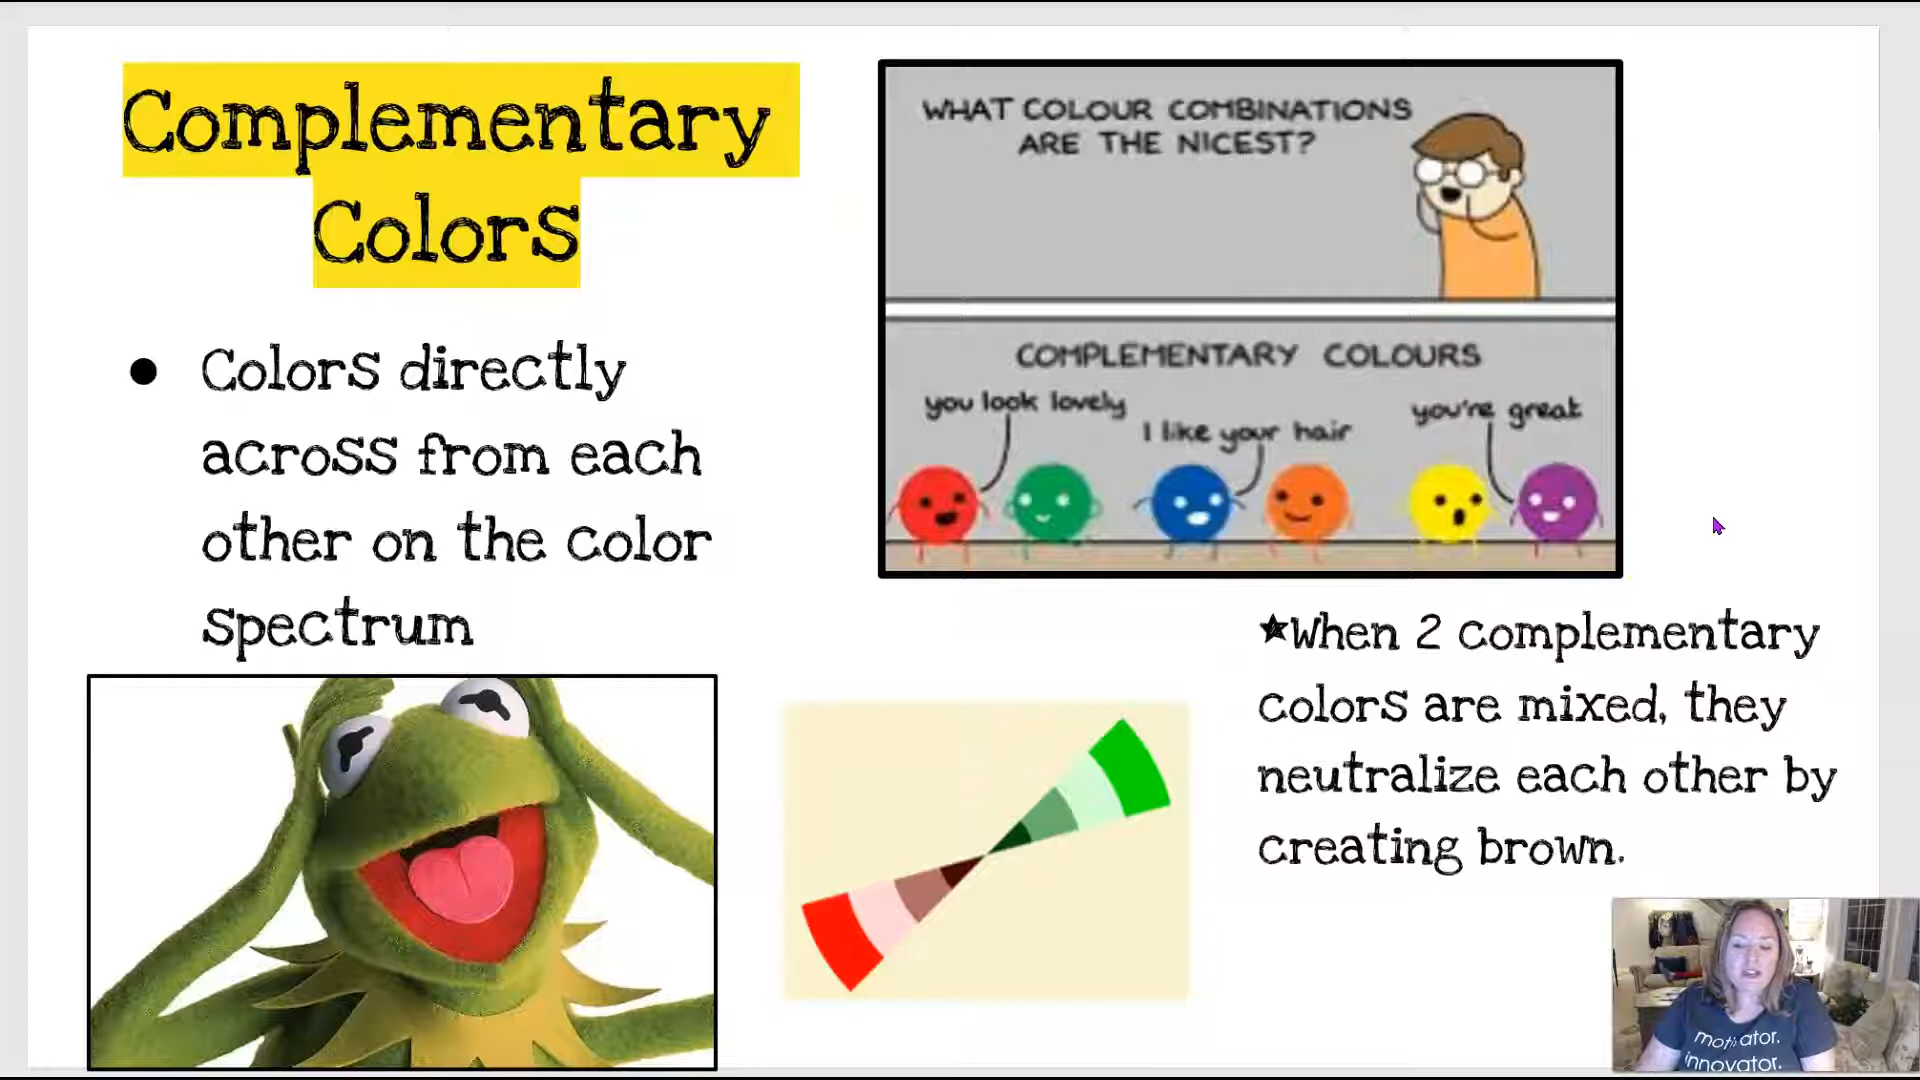 Complementary
Colors
● Colors directly
across from each
other on the color
spectrum
WHAT COLOUR COMBINATIONS
ARE THE NICEST?
COMPLEMENTARY COLOURS
you look lovely
I like your hair
you're great
★When 2 complementary
colors are mixed, they
neutralize each other by
creating brown.
motivator.
innovator.